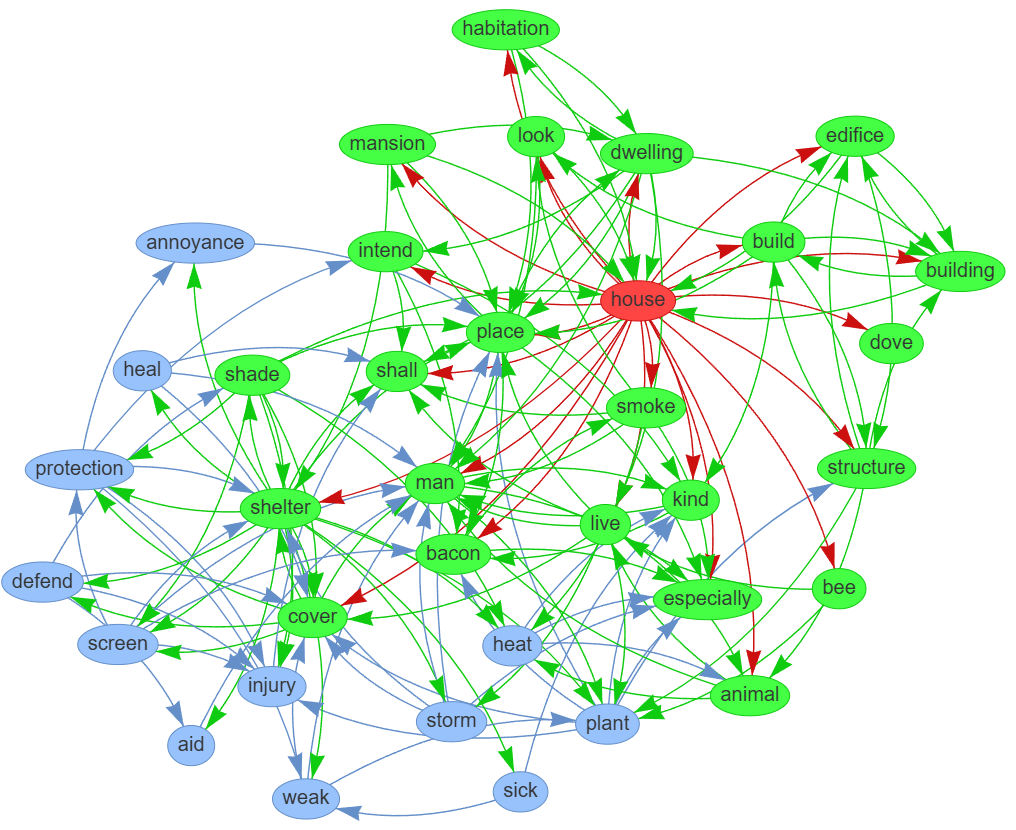 habitation
mansion
look
dwelling
edifice
annoyance
intend
build
building
house
place
dove
heal
shade
shall
smoke
protection
man
structure
shelter
kind
live
bacon
defend
especially
bee
cover
screen
heat
injury
animal
storm
plant
aid
weak
sick